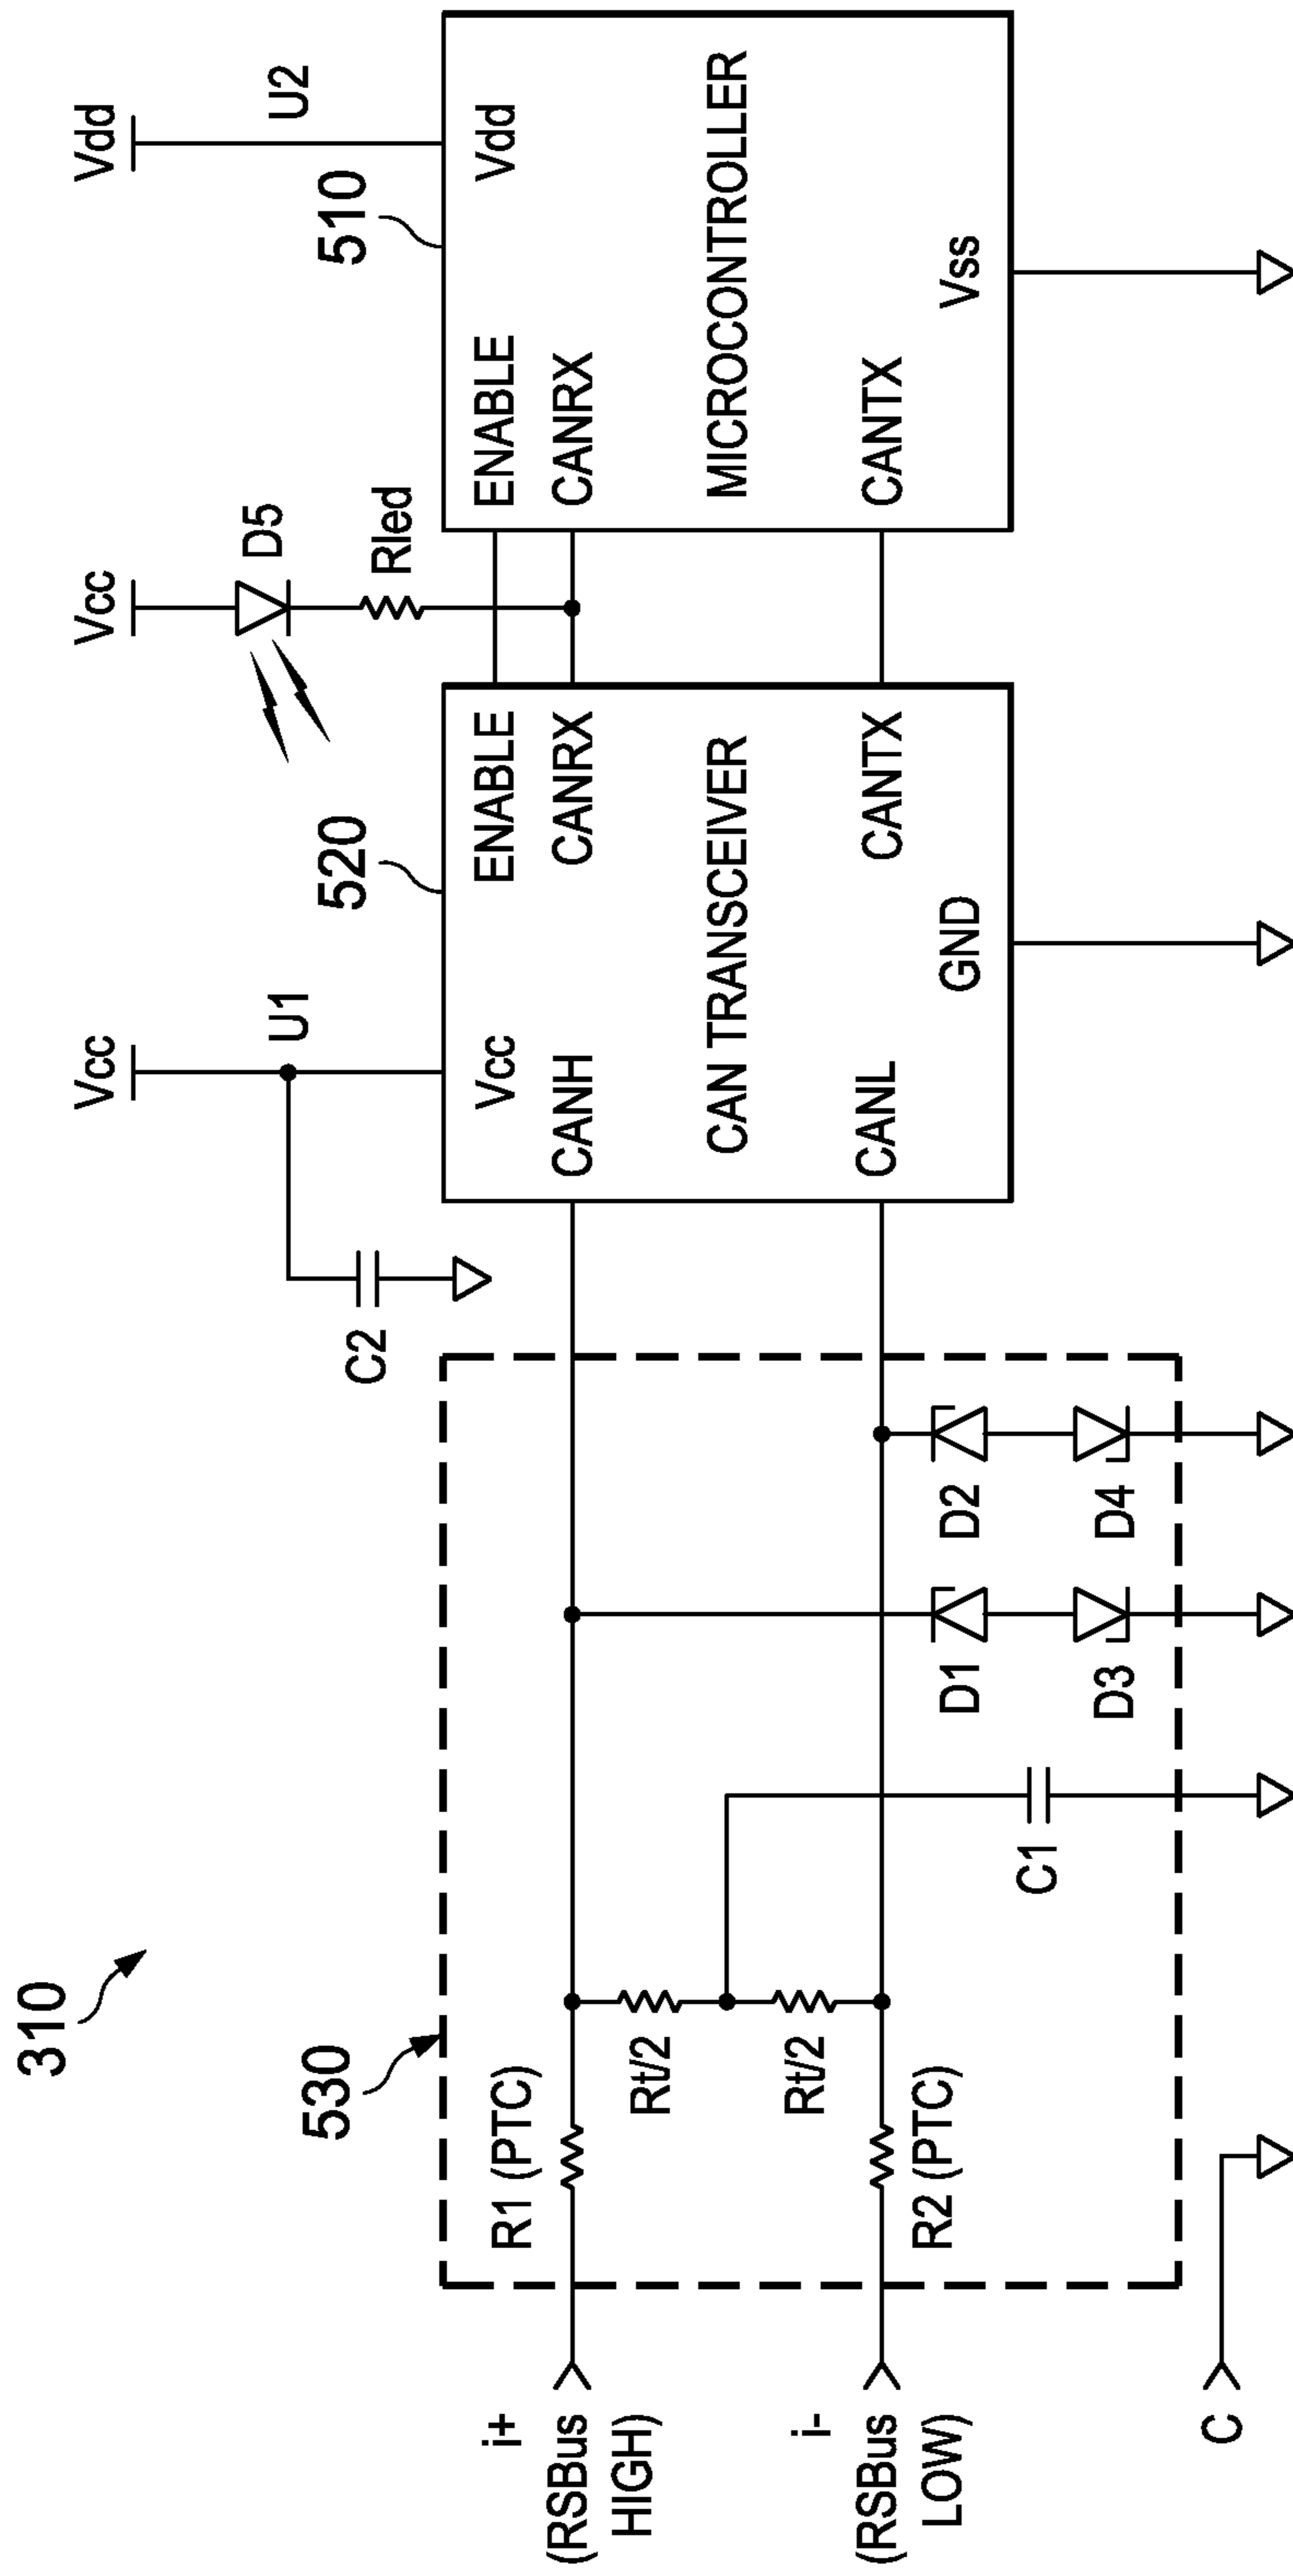 310
530
i+
(RSBus
HIGH)
i-
(RSBus
LOW)
C
R1 (PTC)
Rt/2
Rt/2
R2 (PTC)
C1
D1
D3
D2
D4
C2
Vcc
U1
520
Vcc
CANH
CAN TRANSCEIVER
CANL
GND
ENABLE
CANRX
CANTX
Vcc
D5
Rled
Vdd
U2
510
ENABLE
CANRX
MICROCONTROLLER
CANTX
Vdd
Vss